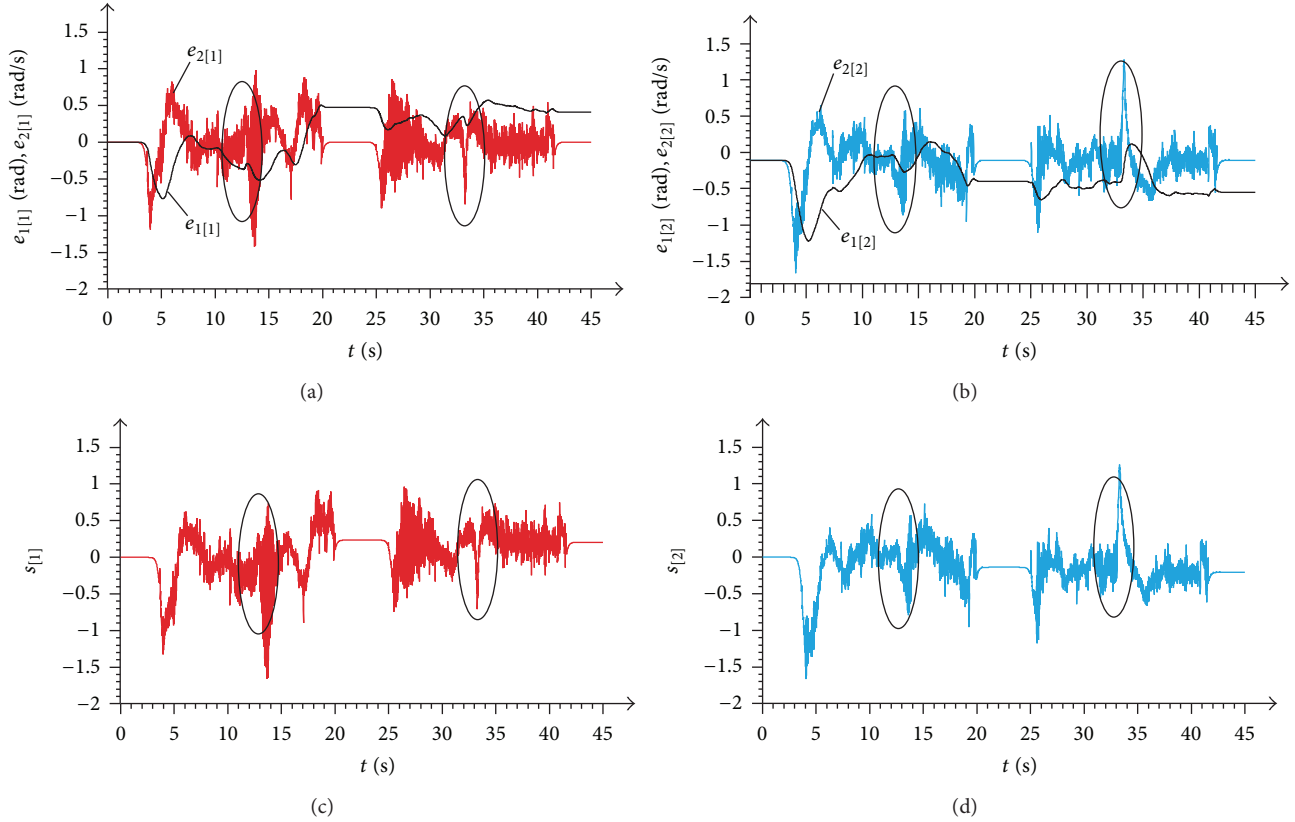 1.5
1
0.5
0
−0.5
−1
−1.5
−2
e1[1] (rad), e2[1] (rad/s)
e2[1]
e1[1]
0 5 10 15 20 25 30 35 40 45
t (s)
(a)
1.5
1
0.5
0
−0.5
−1
−1.5
−2
e1[2] (rad), e2[2] (rad/s)
e2[2]
e1[2]
0 5 10 15 20 25 30 35 40 45
t (s)
(b)
1.5
1
0.5
0
−0.5
−1
−1.5
−2
s[1]
0 5 10 15 20 25 30 35 40 45
t (s)
(c)
1.5
1
0.5
0
−0.5
−1
−1.5
−2
s[2]
0 5 10 15 20 25 30 35 40 45
t (s)
(d)